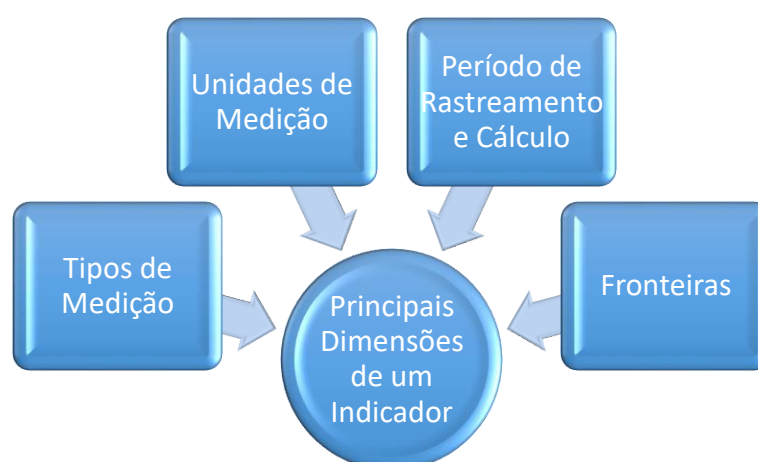 Unidades de
Medição
Período de
Rastreamento
e Cálculo
Tipos de
Medição
Fronteiras
Principais
Dimensões
de um
Indicador